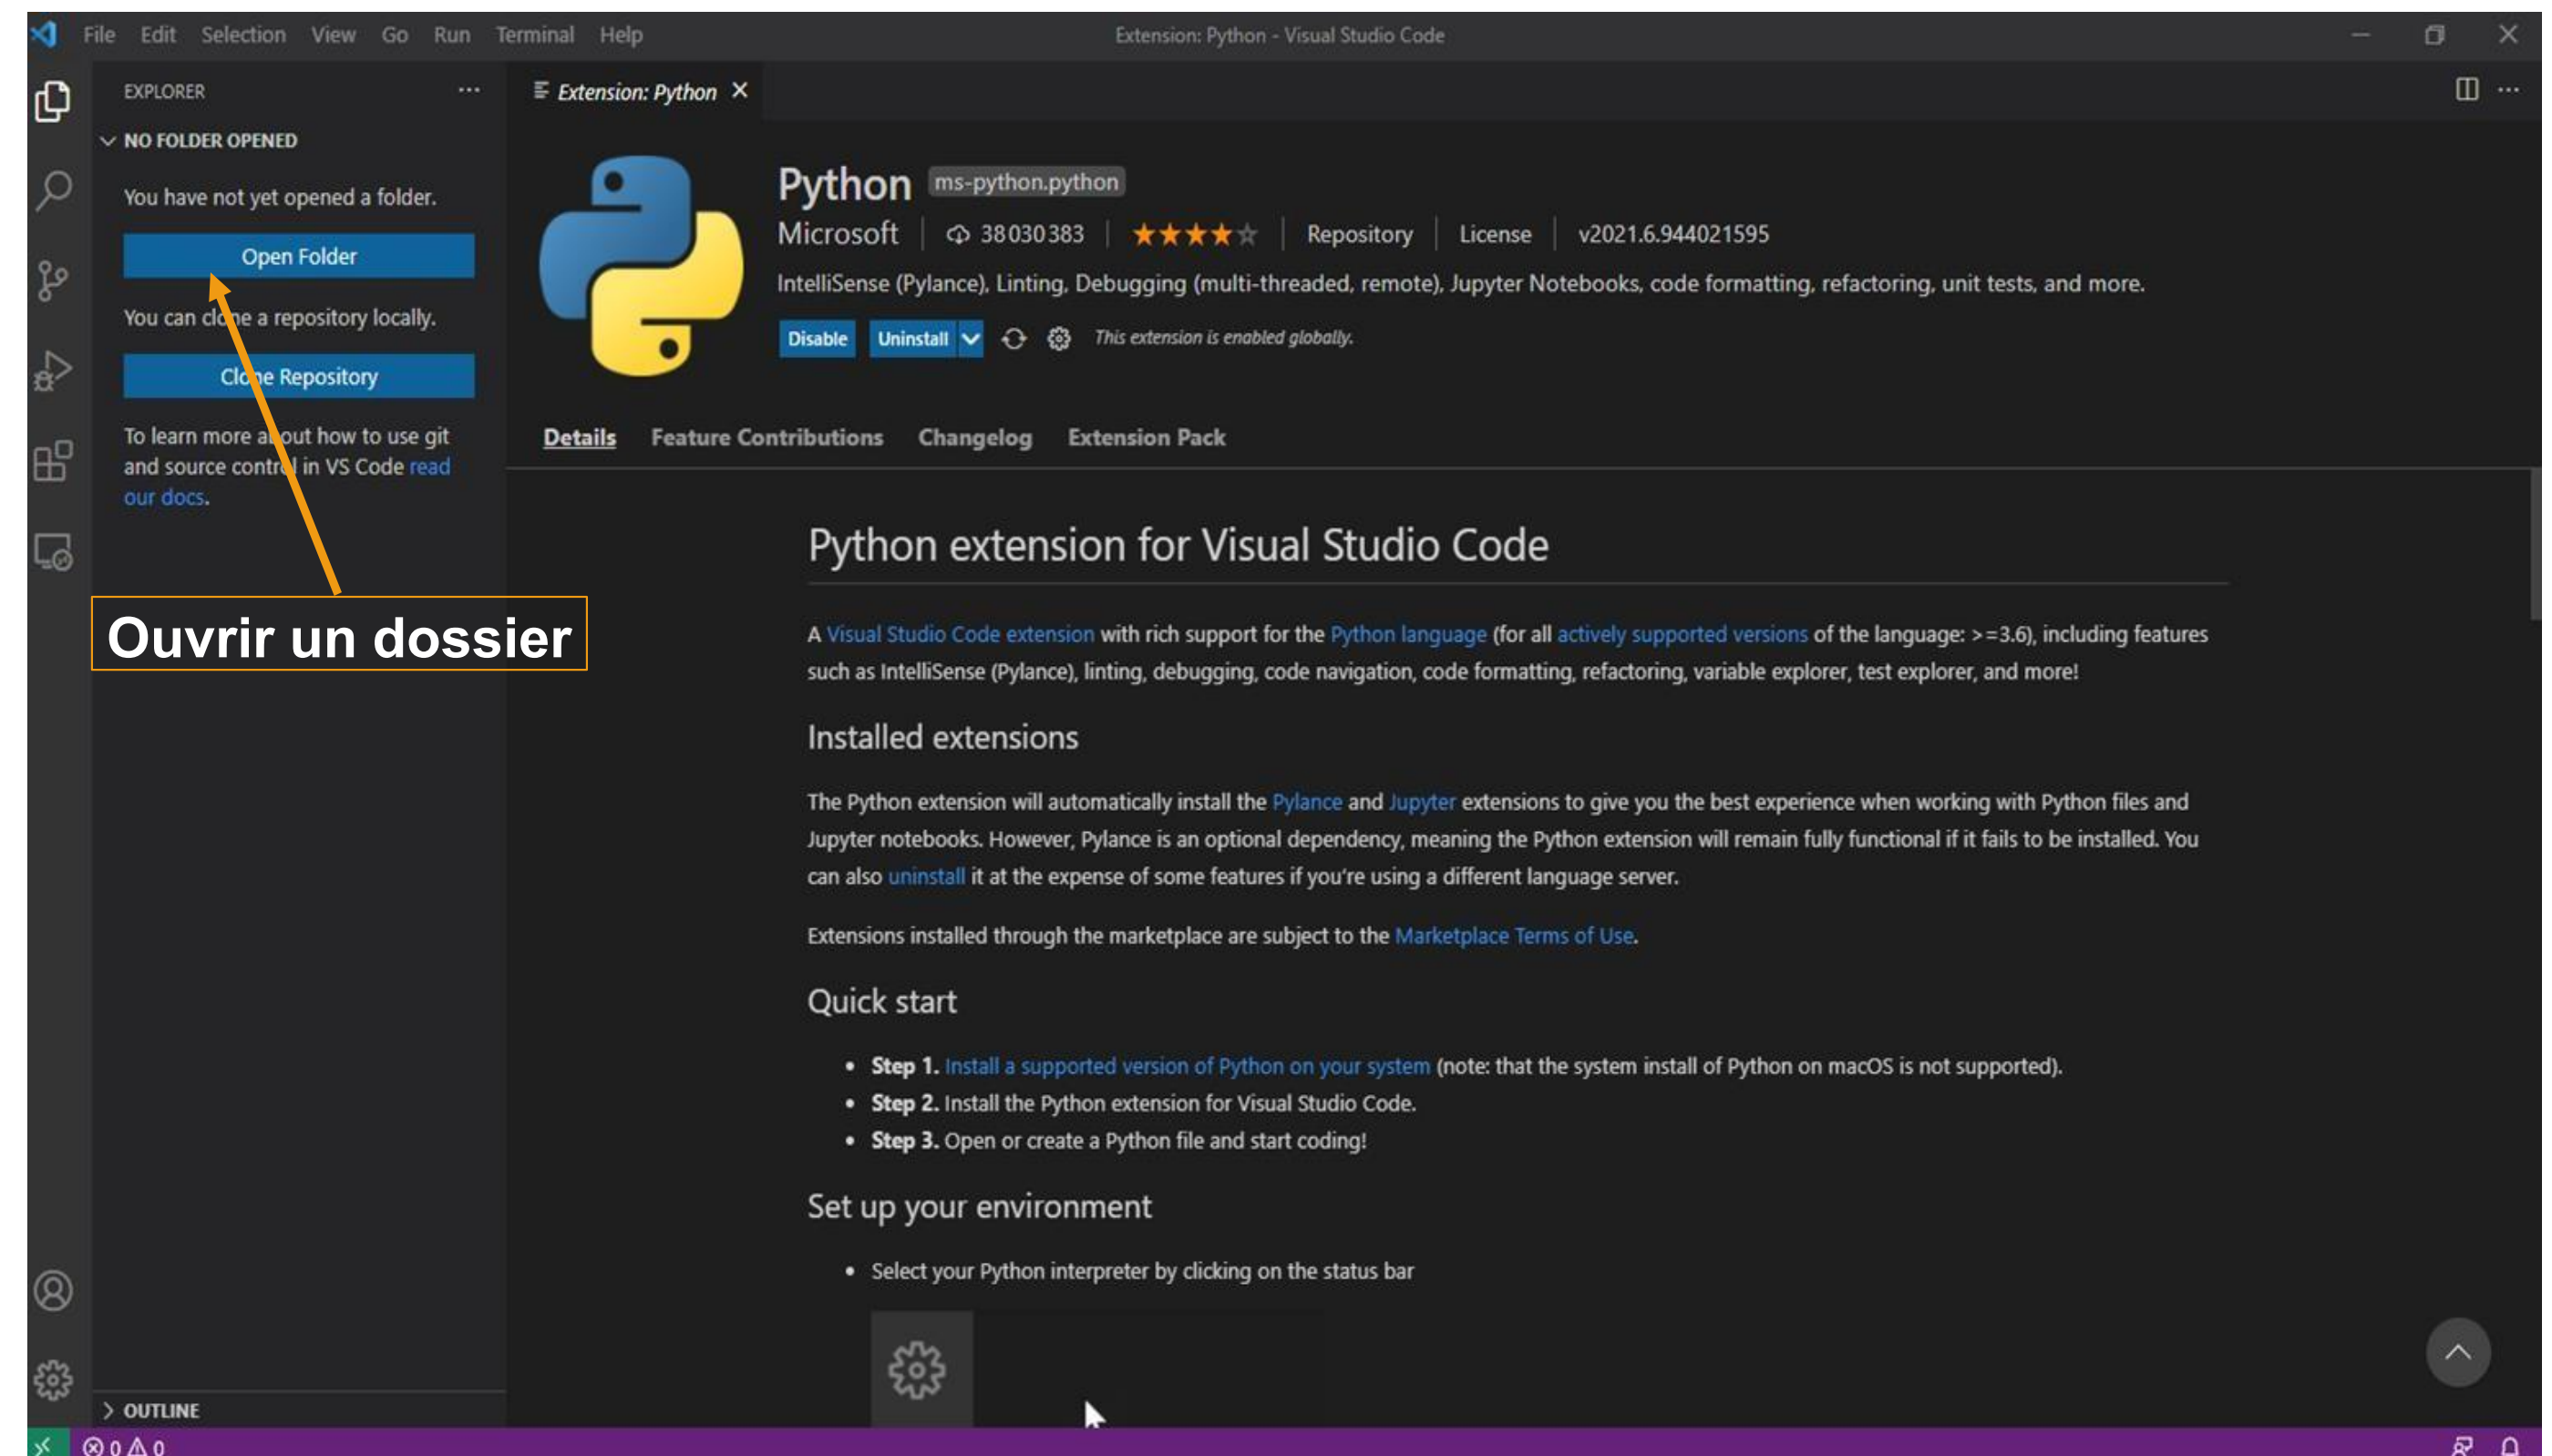 File Edit Selection View Go Run Terminal Help
Extension: Python - Visual Studio Code
EXPLORER
NO FOLDER OPENED
You have not yet opened a folder.
Open Folder
You can clone a repository locally.
Clone Repository
To learn more about how to use git
and source control in VS Code read
our docs.
Ouvrir un dossier
OUTLINE
Extension: Python
Python ms-python.python
Microsoft 38030383 Repository License v2021.6.944021595
IntelliSense (Pylance), Linting, Debugging (multi-threaded, remote), Jupyter Notebooks, code formatting, refactoring, unit tests, and more.
Disable Uninstall This extension is enabled globally.
Details Feature Contributions Changelog Extension Pack
Python extension for Visual Studio Code
A Visual Studio Code extension with rich support for the Python language (for all actively supported versions of the language: >=3.6), including features
such as IntelliSense (Pylance), linting, debugging, code navigation, code formatting, refactoring, variable explorer, test explorer, and more!
Installed extensions
The Python extension will automatically install the Pylance and Jupyter extensions to give you the best experience when working with Python files and
Jupyter notebooks. However, Pylance is an optional dependency, meaning the Python extension will remain fully functional if it fails to be installed. You
can also uninstall it at the expense of some features if you're using a different language server.
Extensions installed through the marketplace are subject to the Marketplace Terms of Use.
Quick start
• Step 1. Install a supported version of Python on your system (note: that the system install of Python on macOS is not supported).
• Step 2. Install the Python extension for Visual Studio Code.
• Step 3. Open or create a Python file and start coding!
Set up your environment
• Select your Python interpreter by clicking on the status bar
0 0